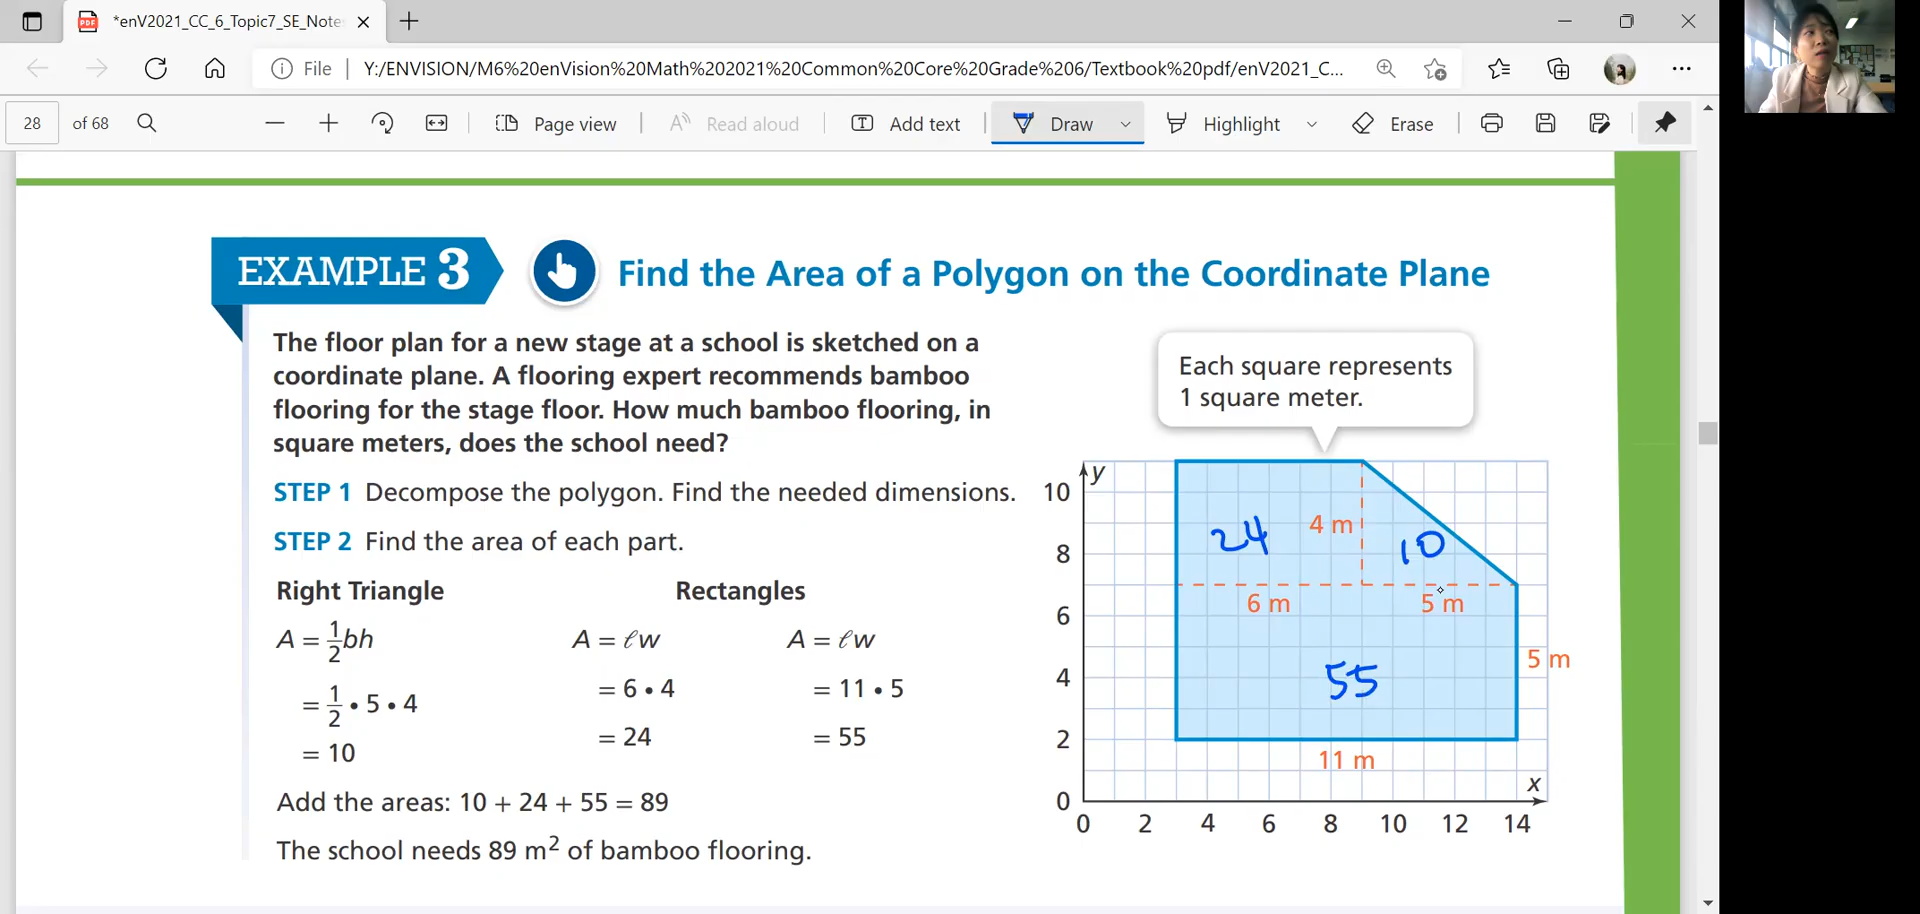 *enV2021_CC_6_Topic7_SE_Note
File
Y:/ENVISION/M6%20enVision%20Math%202021%20Common%20Core%20Grade%206/Textbook%20pdf/enV2021_C...
28 of 68
Page view
Read aloud
Add text
Draw
Highlight
Erase
EXAMPLE 3
Find the Area of a Polygon on the Coordinate Plane
The floor plan for a new stage at a school is sketched on a
coordinate plane. A flooring expert recommends bamboo
flooring for the stage floor. How much bamboo flooring, in
square meters, does the school need?
STEP 1 Decompose the polygon. Find the needed dimensions.
STEP 2 Find the area of each part.
Right Triangle
A = 1/2 bh
= 1/2 • 5 • 4
= 10
Rectangles
A = ℓw
= 6 • 4
= 24
A = ℓw
= 11 • 5
= 55
Add the areas: 10 + 24 + 55 = 89
The school needs 89 m² of bamboo flooring.
Each square represents
1 square meter.
y
10
8
6
4
2
0
24
4 m
10
6 m
5 m
55
5 m
11 m
x
0 2 4 6 8 10 12 14